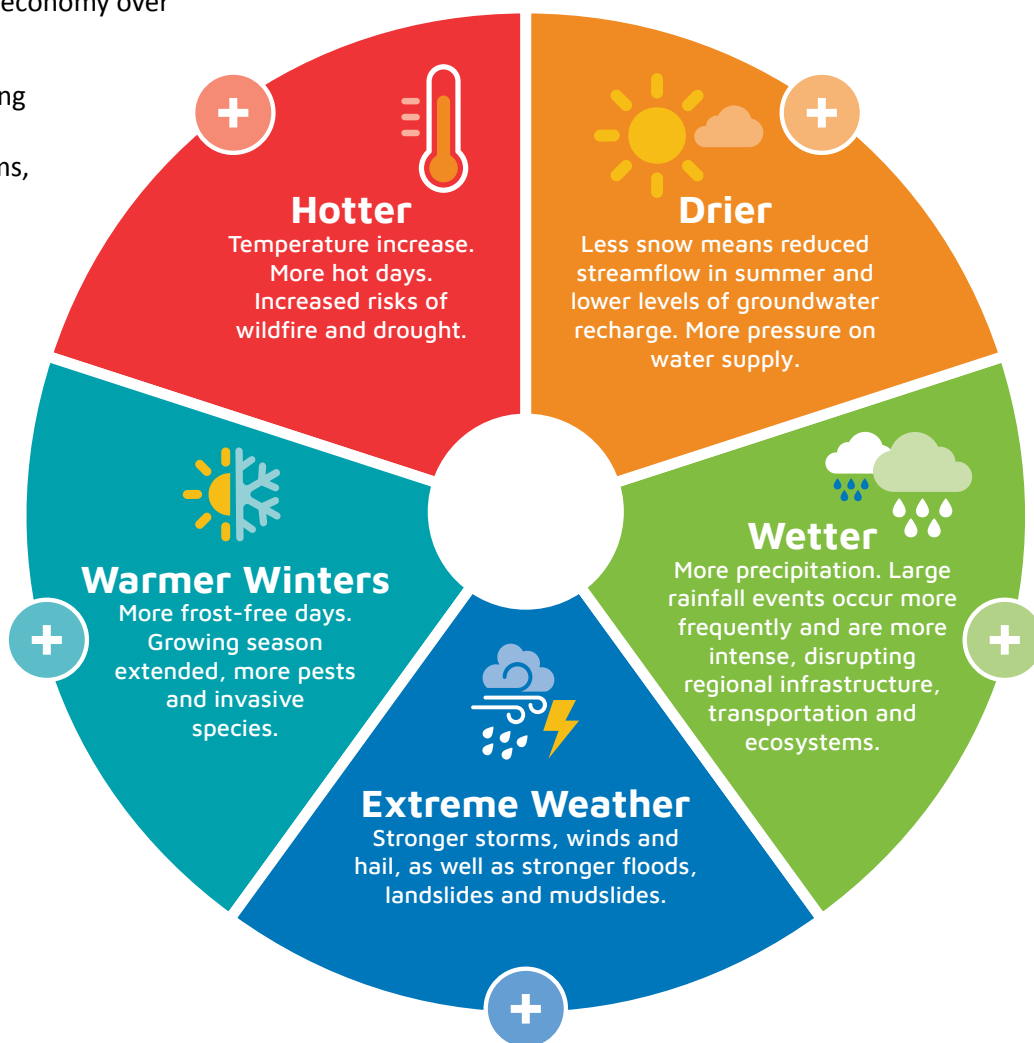 economy over
ng
ns,
Hotter
Temperature increase.
More hot days.
Increased risks of
wildfire and drought.
Drier
Less snow means reduced
streamflow in summer and
lower levels of groundwater
recharge. More pressure on
water supply.
Wetter
More precipitation. Large
rainfall events occur more
frequently and are more
intense, disrupting
regional infrastructure,
transportation and
ecosystems.
Extreme Weather
Stronger storms, winds and
hail, as well as stronger floods,
landslides and mudslides.
Warmer Winters
More frost-free days.
Growing season
extended, more pests
and invasive
species.